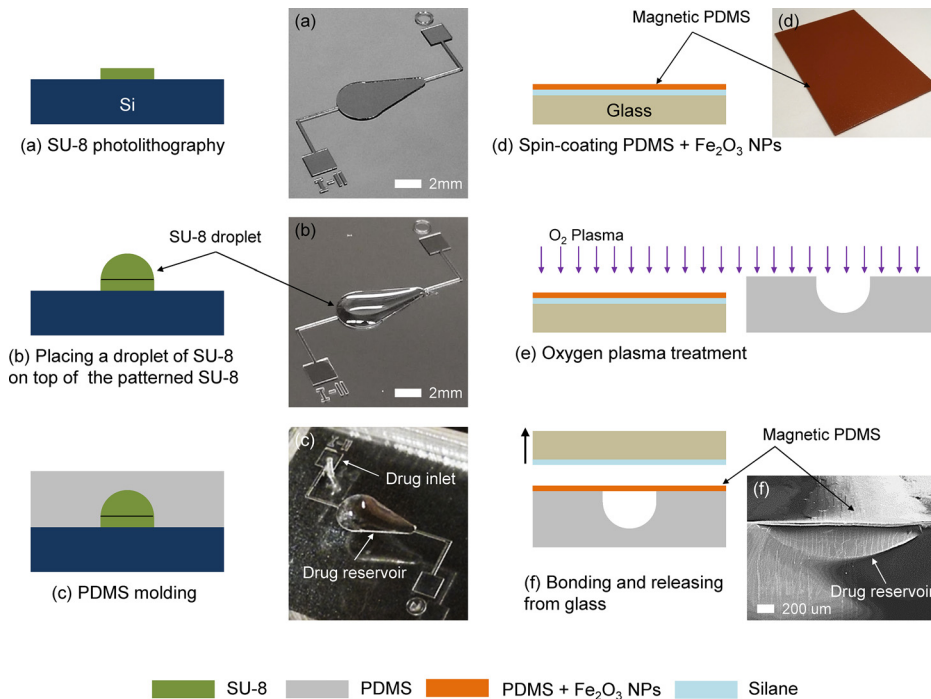 (a)
Si
(a) SU-8 photolithography
2mm
SU-8 droplet
(b)
(b) Placing a droplet of SU-8
on top of the patterned SU-8
2mm
(c)
Drug inlet
Drug reservoir
(c) PDMS molding
Magnetic PDMS
(d)
Glass
(d) Spin-coating PDMS + Fe₂O₃ NPs
O₂ Plasma
(e) Oxygen plasma treatment
Magnetic PDMS
(f)
(f) Bonding and releasing
from glass
Drug reservoir
200 um
SU-8
PDMS
PDMS + Fe₂O₃ NPs
Silane